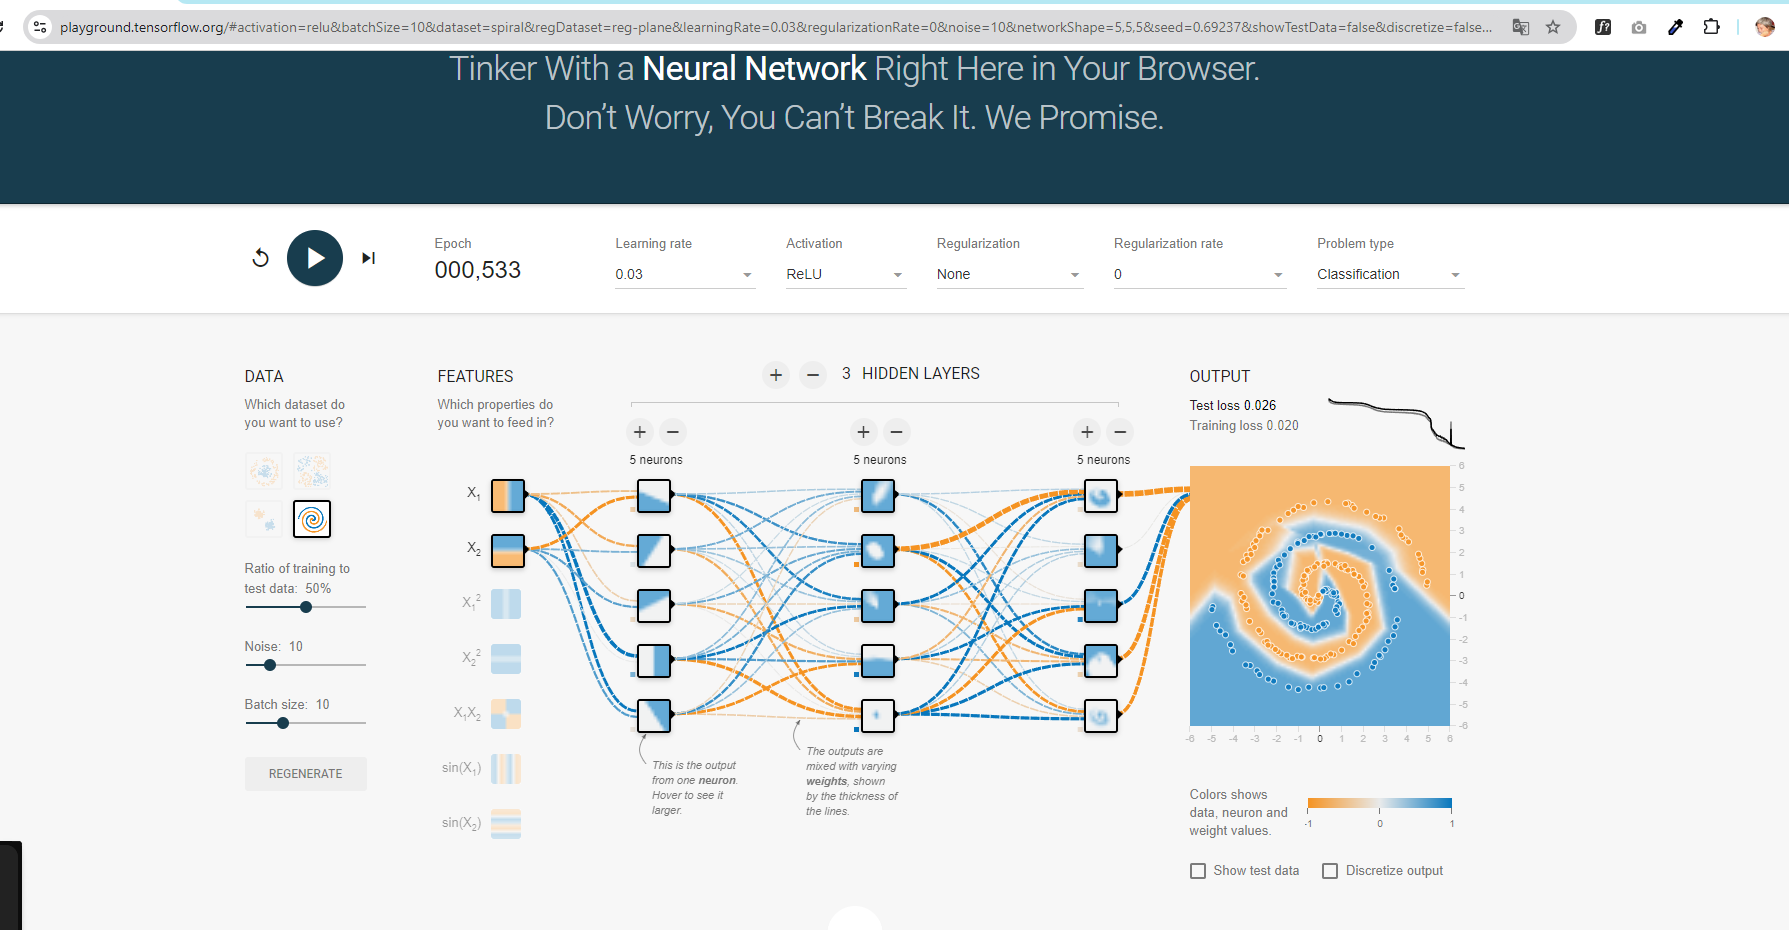 playground.tensorflow.org/#activation=relu&batchSize=10&dataset=spiral&regDataset=reg-plane&learningRate=0.03&regularizationRate=0&noise=10&networkShape=5,5,5&seed=0.69237&showTestData=false&discretize=false...
Tinker With a Neural Network Right Here in Your Browser.
Don't Worry, You Can't Break It. We Promise.
Epoch
000,533
Learning rate
0.03
Activation
ReLU
Regularization
None
Regularization rate
0
Problem type
Classification
DATA
Which dataset do
you want to use?
Ratio of training to
test data: 50%
Noise: 10
Batch size: 10
REGENERATE
FEATURES
Which properties do
you want to feed in?
X₁
X₂
X₁²
X₂²
X₁X₂
sin(X₁)
sin(X₂)
+ − 3 HIDDEN LAYERS
+ −
5 neurons
+ −
5 neurons
+ −
5 neurons
This is the output
from one neuron.
Hover to see it
larger.
The outputs are
mixed with varying
weights, shown
by the thickness of
the lines.
OUTPUT
Test loss 0.026
Training loss 0.020
6
5
4
3
2
1
0
-1
-2
-3
-4
-5
-6
-6 -5 -4 -3 -2 -1 0 1 2 3 4 5 6
Colors shows
data, neuron and
weight values.
-1 0 1
Show test data
Discretize output